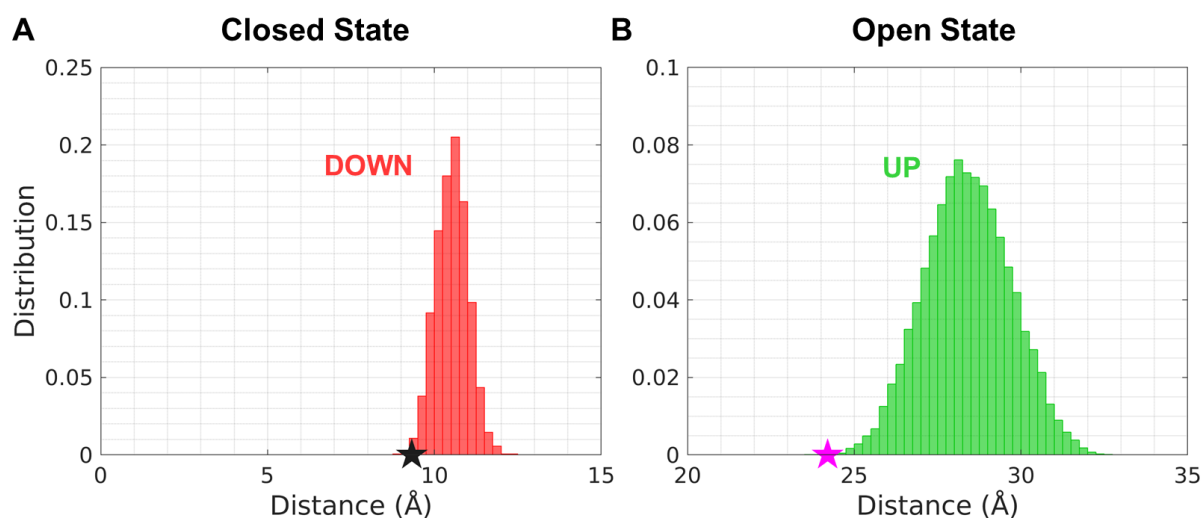 A
Closed State
B
Open State
0.25
0.2
0.15
0.1
0.05
0
Distribution
DOWN
0
5
10
15
Distance (Å)
0.1
0.08
0.06
0.04
0.02
0
UP
20
25
30
35
Distance (Å)